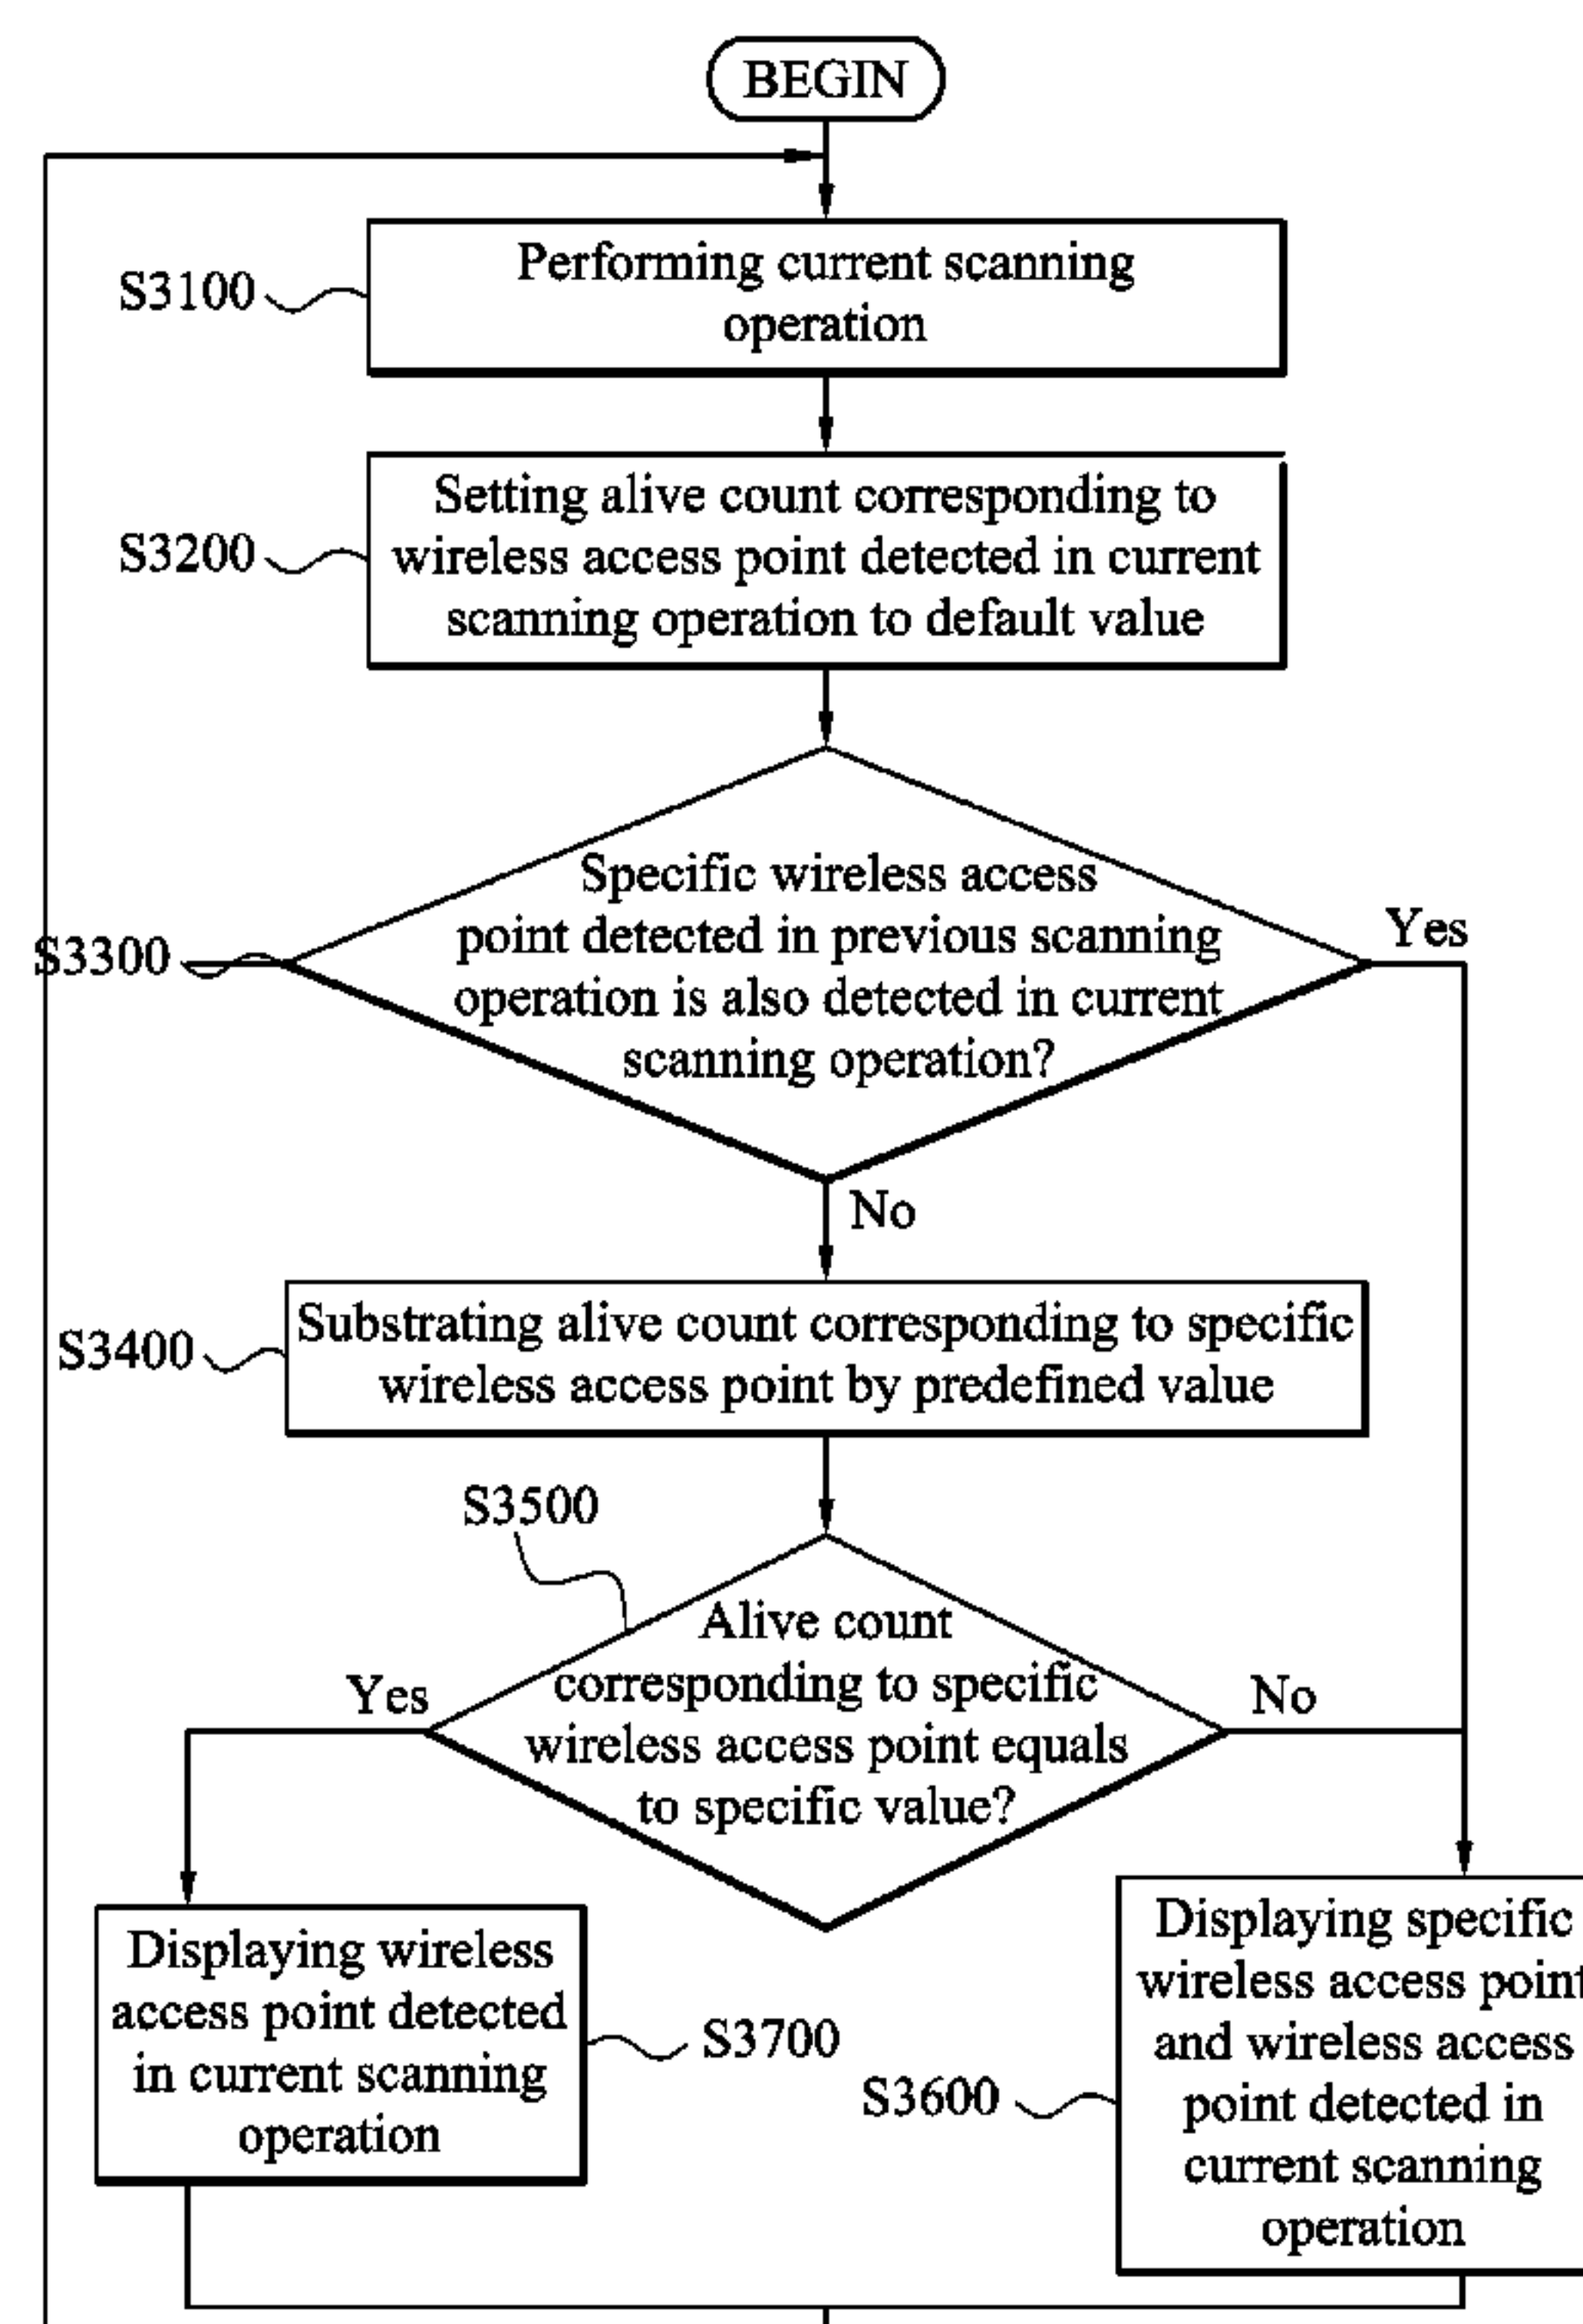 BEGIN
S3100
Performing current scanning
operation
S3200
Setting alive count corresponding to
wireless access point detected in current
scanning operation to default value
S3300
Specific wireless access
point detected in previous scanning
operation is also detected in current
scanning operation?
Yes
No
S3400
Substrating alive count corresponding to specific
wireless access point by predefined value
S3500
Alive count
corresponding to specific
wireless access point equals
to specific value?
Yes
No
Displaying wireless
access point detected
in current scanning
operation
S3700
S3600
Displaying specific
wireless access point
and wireless access
point detected in
current scanning
operation